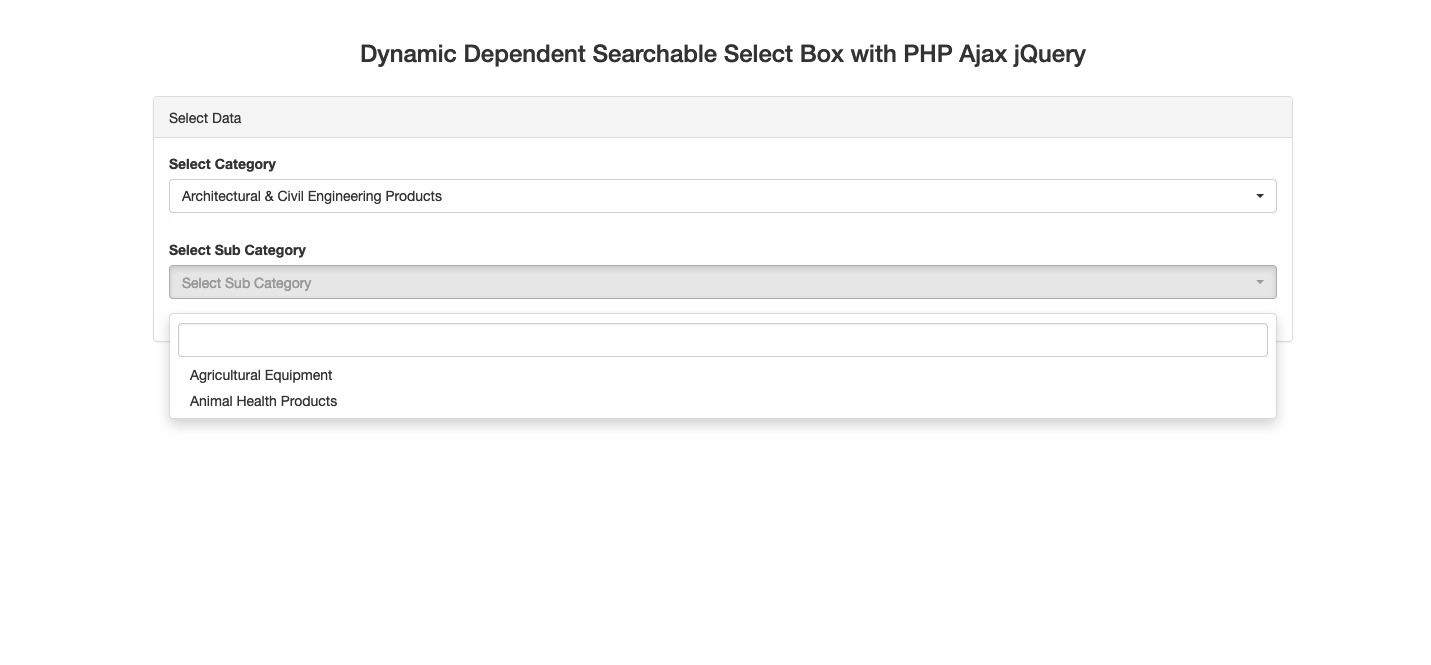 Dynamic Dependent Searchable Select Box with PHP Ajax jQuery
Select Data
Select Category
Architectural & Civil Engineering Products
Select Sub Category
Select Sub Category
Agricultural Equipment
Animal Health Products